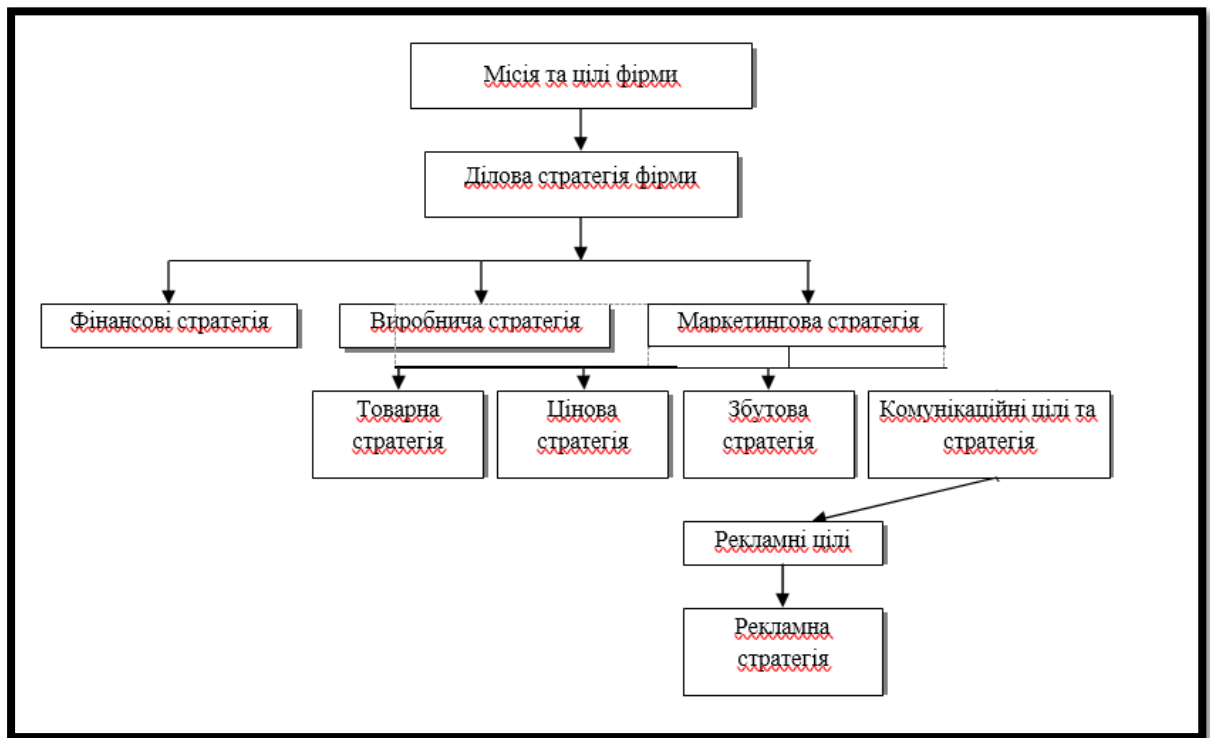 Місія та цілі фірми
Ділова стратегія фірми
Фінансові стратегія
Виробнича стратегія
Маркетингова стратегія
Товарна
стратегія
Цінова
стратегія
Збутова
стратегія
Комунікаційні цілі та
стратегія
Рекламні цілі
Рекламна
стратегія